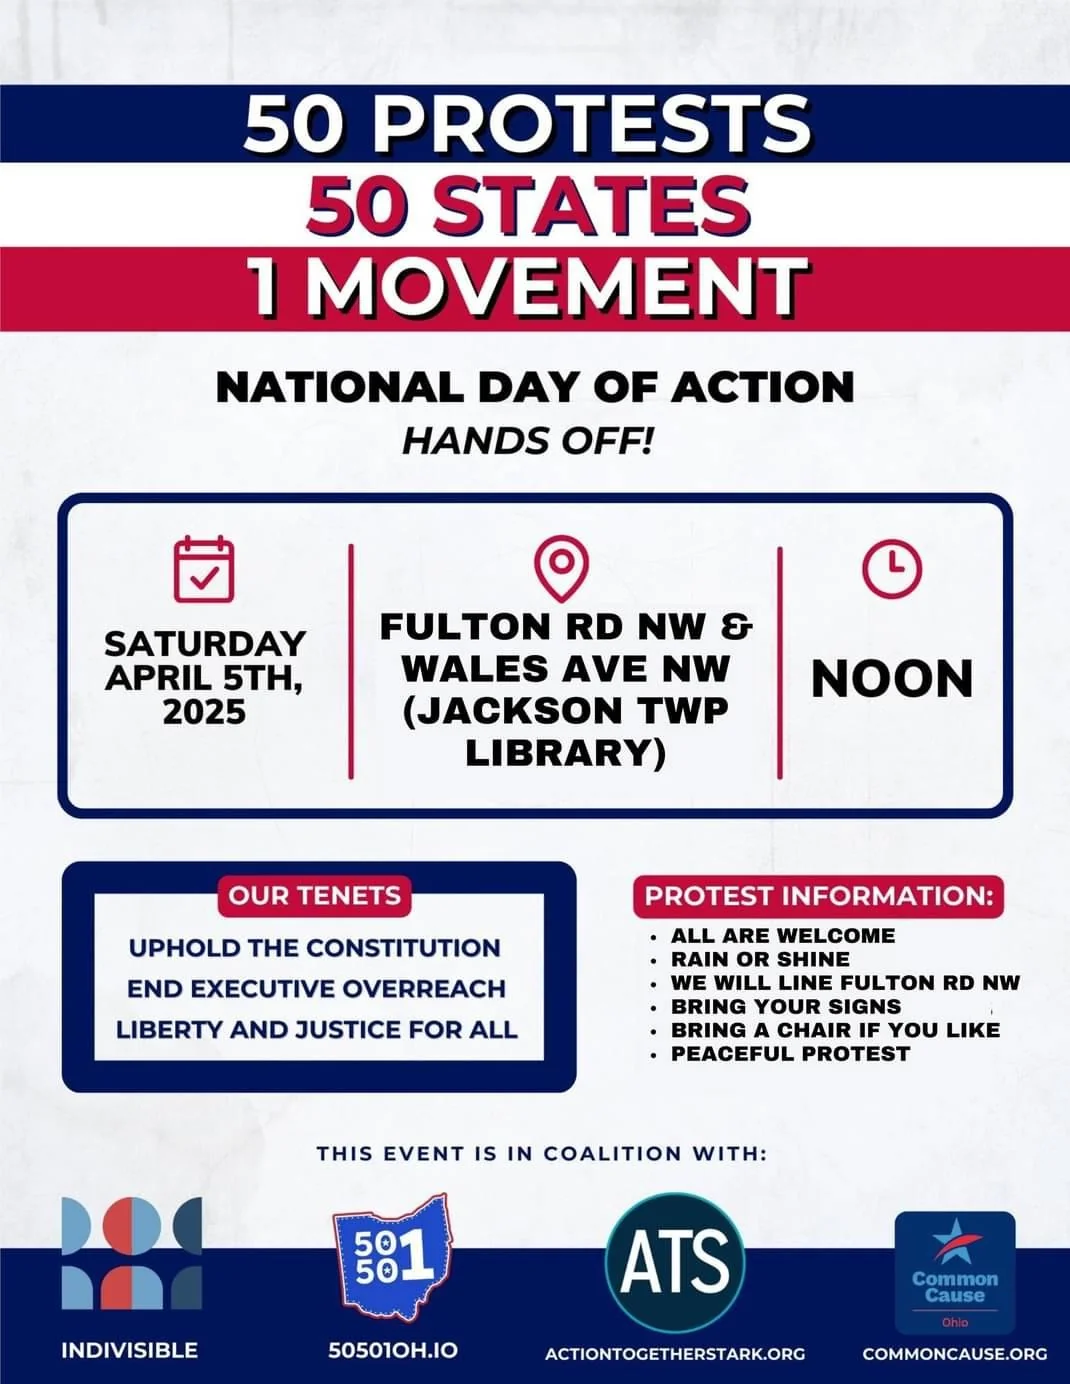 50 PROTESTS
50 STATES
1 MOVEMENT
NATIONAL DAY OF ACTION
HANDS OFF!
SATURDAY
APRIL 5TH,
2025
FULTON RD NW &
WALES AVE NW
(JACKSON TWP
LIBRARY)
NOON
OUR TENETS
UPHOLD THE CONSTITUTION
END EXECUTIVE OVERREACH
LIBERTY AND JUSTICE FOR ALL
PROTEST INFORMATION:
• ALL ARE WELCOME
• RAIN OR SHINE
• WE WILL LINE FULTON RD NW
• BRING YOUR SIGNS
• BRING A CHAIR IF YOU LIKE
• PEACEFUL PROTEST
THIS EVENT IS IN COALITION WITH:
INDIVISIBLE
50
50
1
50501OH.IO
ATS
ACTIONTOGETHERSTARK.ORG
Common
Cause
Ohio
COMMONCAUSE.ORG